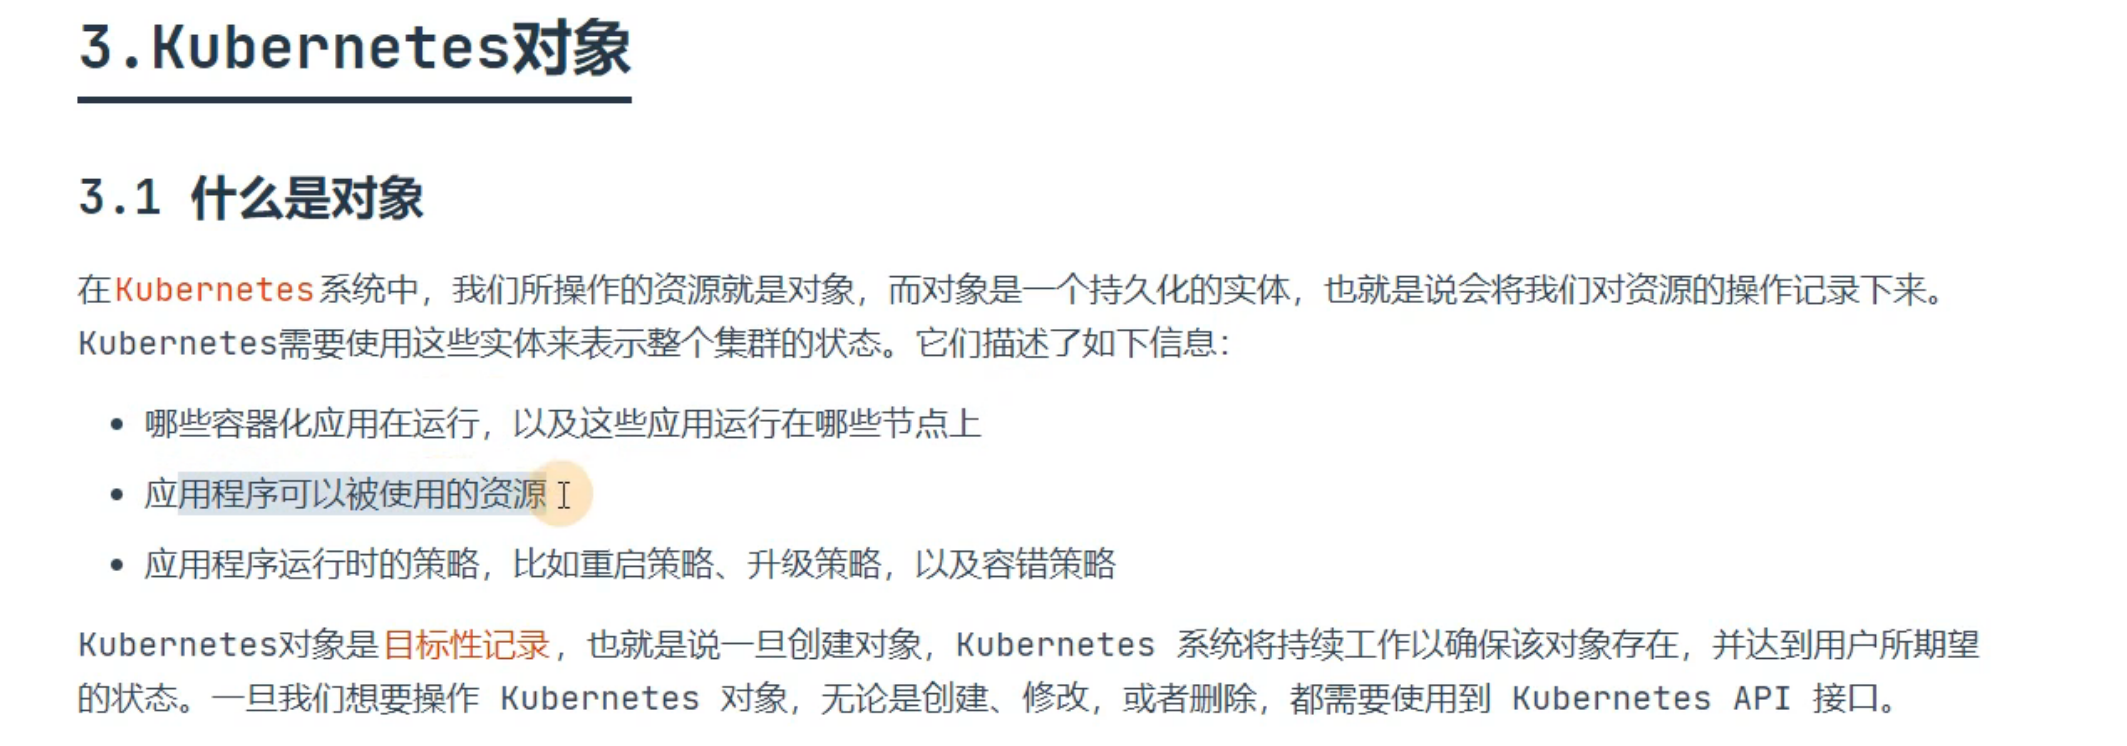 3.Kubernetes对象
3.1 什么是对象
在Kubernetes系统中，我们所操作的资源就是对象，而对象是一个持久化的实体，也就是说会将我们对资源的操作记录下来。
Kubernetes需要使用这些实体来表示整个集群的状态。它们描述了如下信息：
• 哪些容器化应用在运行，以及这些应用运行在哪些节点上
• 应用程序可以被使用的资源
• 应用程序运行时的策略，比如重启策略、升级策略，以及容错策略
Kubernetes对象是目标性记录，也就是说一旦创建对象，Kubernetes 系统将持续工作以确保该对象存在，并达到用户所期望
的状态。一旦我们想要操作 Kubernetes 对象，无论是创建、修改，或者删除，都需要使用到 Kubernetes API 接口。